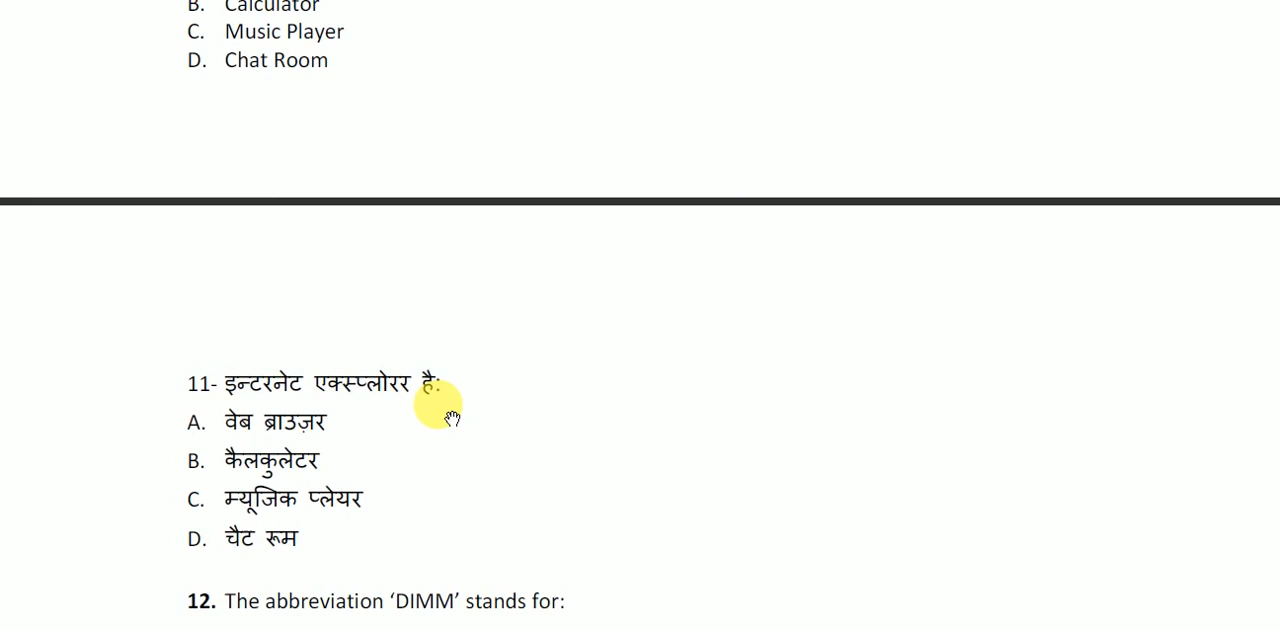 B. Calculator
C. Music Player
D. Chat Room
11- इन्टरनेट एक्स्प्लोरर है:
A. वेब ब्राउज़र
B. कैलकुलेटर
C. म्यूजिक प्लेयर
D. चैट रूम
12. The abbreviation ‘DIMM’ stands for: